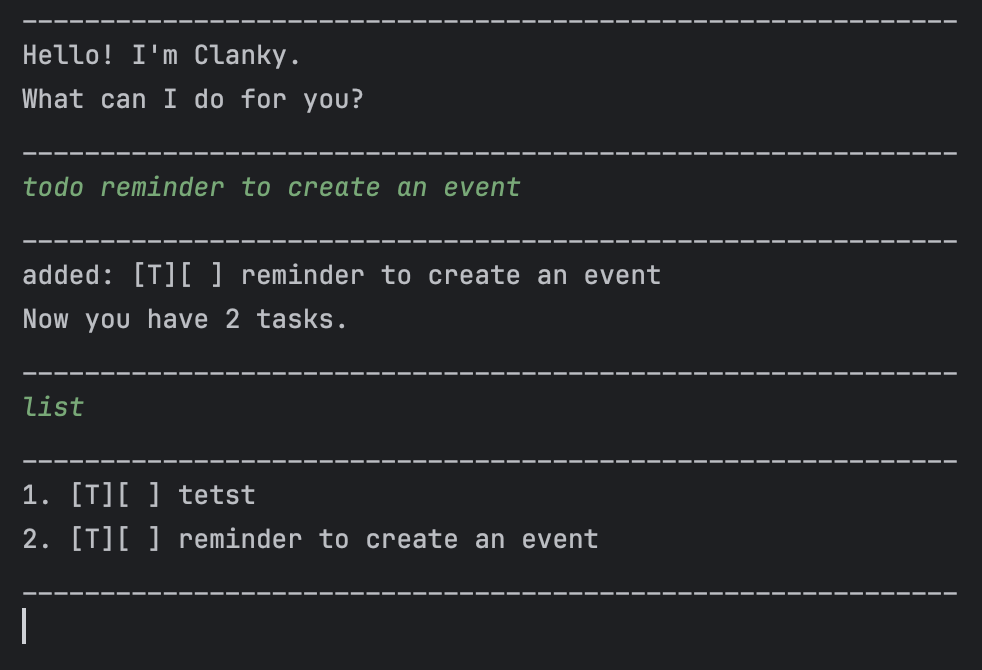 ____________________________________________________________
Hello! I'm Clanky.
What can I do for you?
____________________________________________________________
todo reminder to create an event
____________________________________________________________
added: [T][ ] reminder to create an event
Now you have 2 tasks.
____________________________________________________________
list
____________________________________________________________
1. [T][ ] tetst
2. [T][ ] reminder to create an event
____________________________________________________________